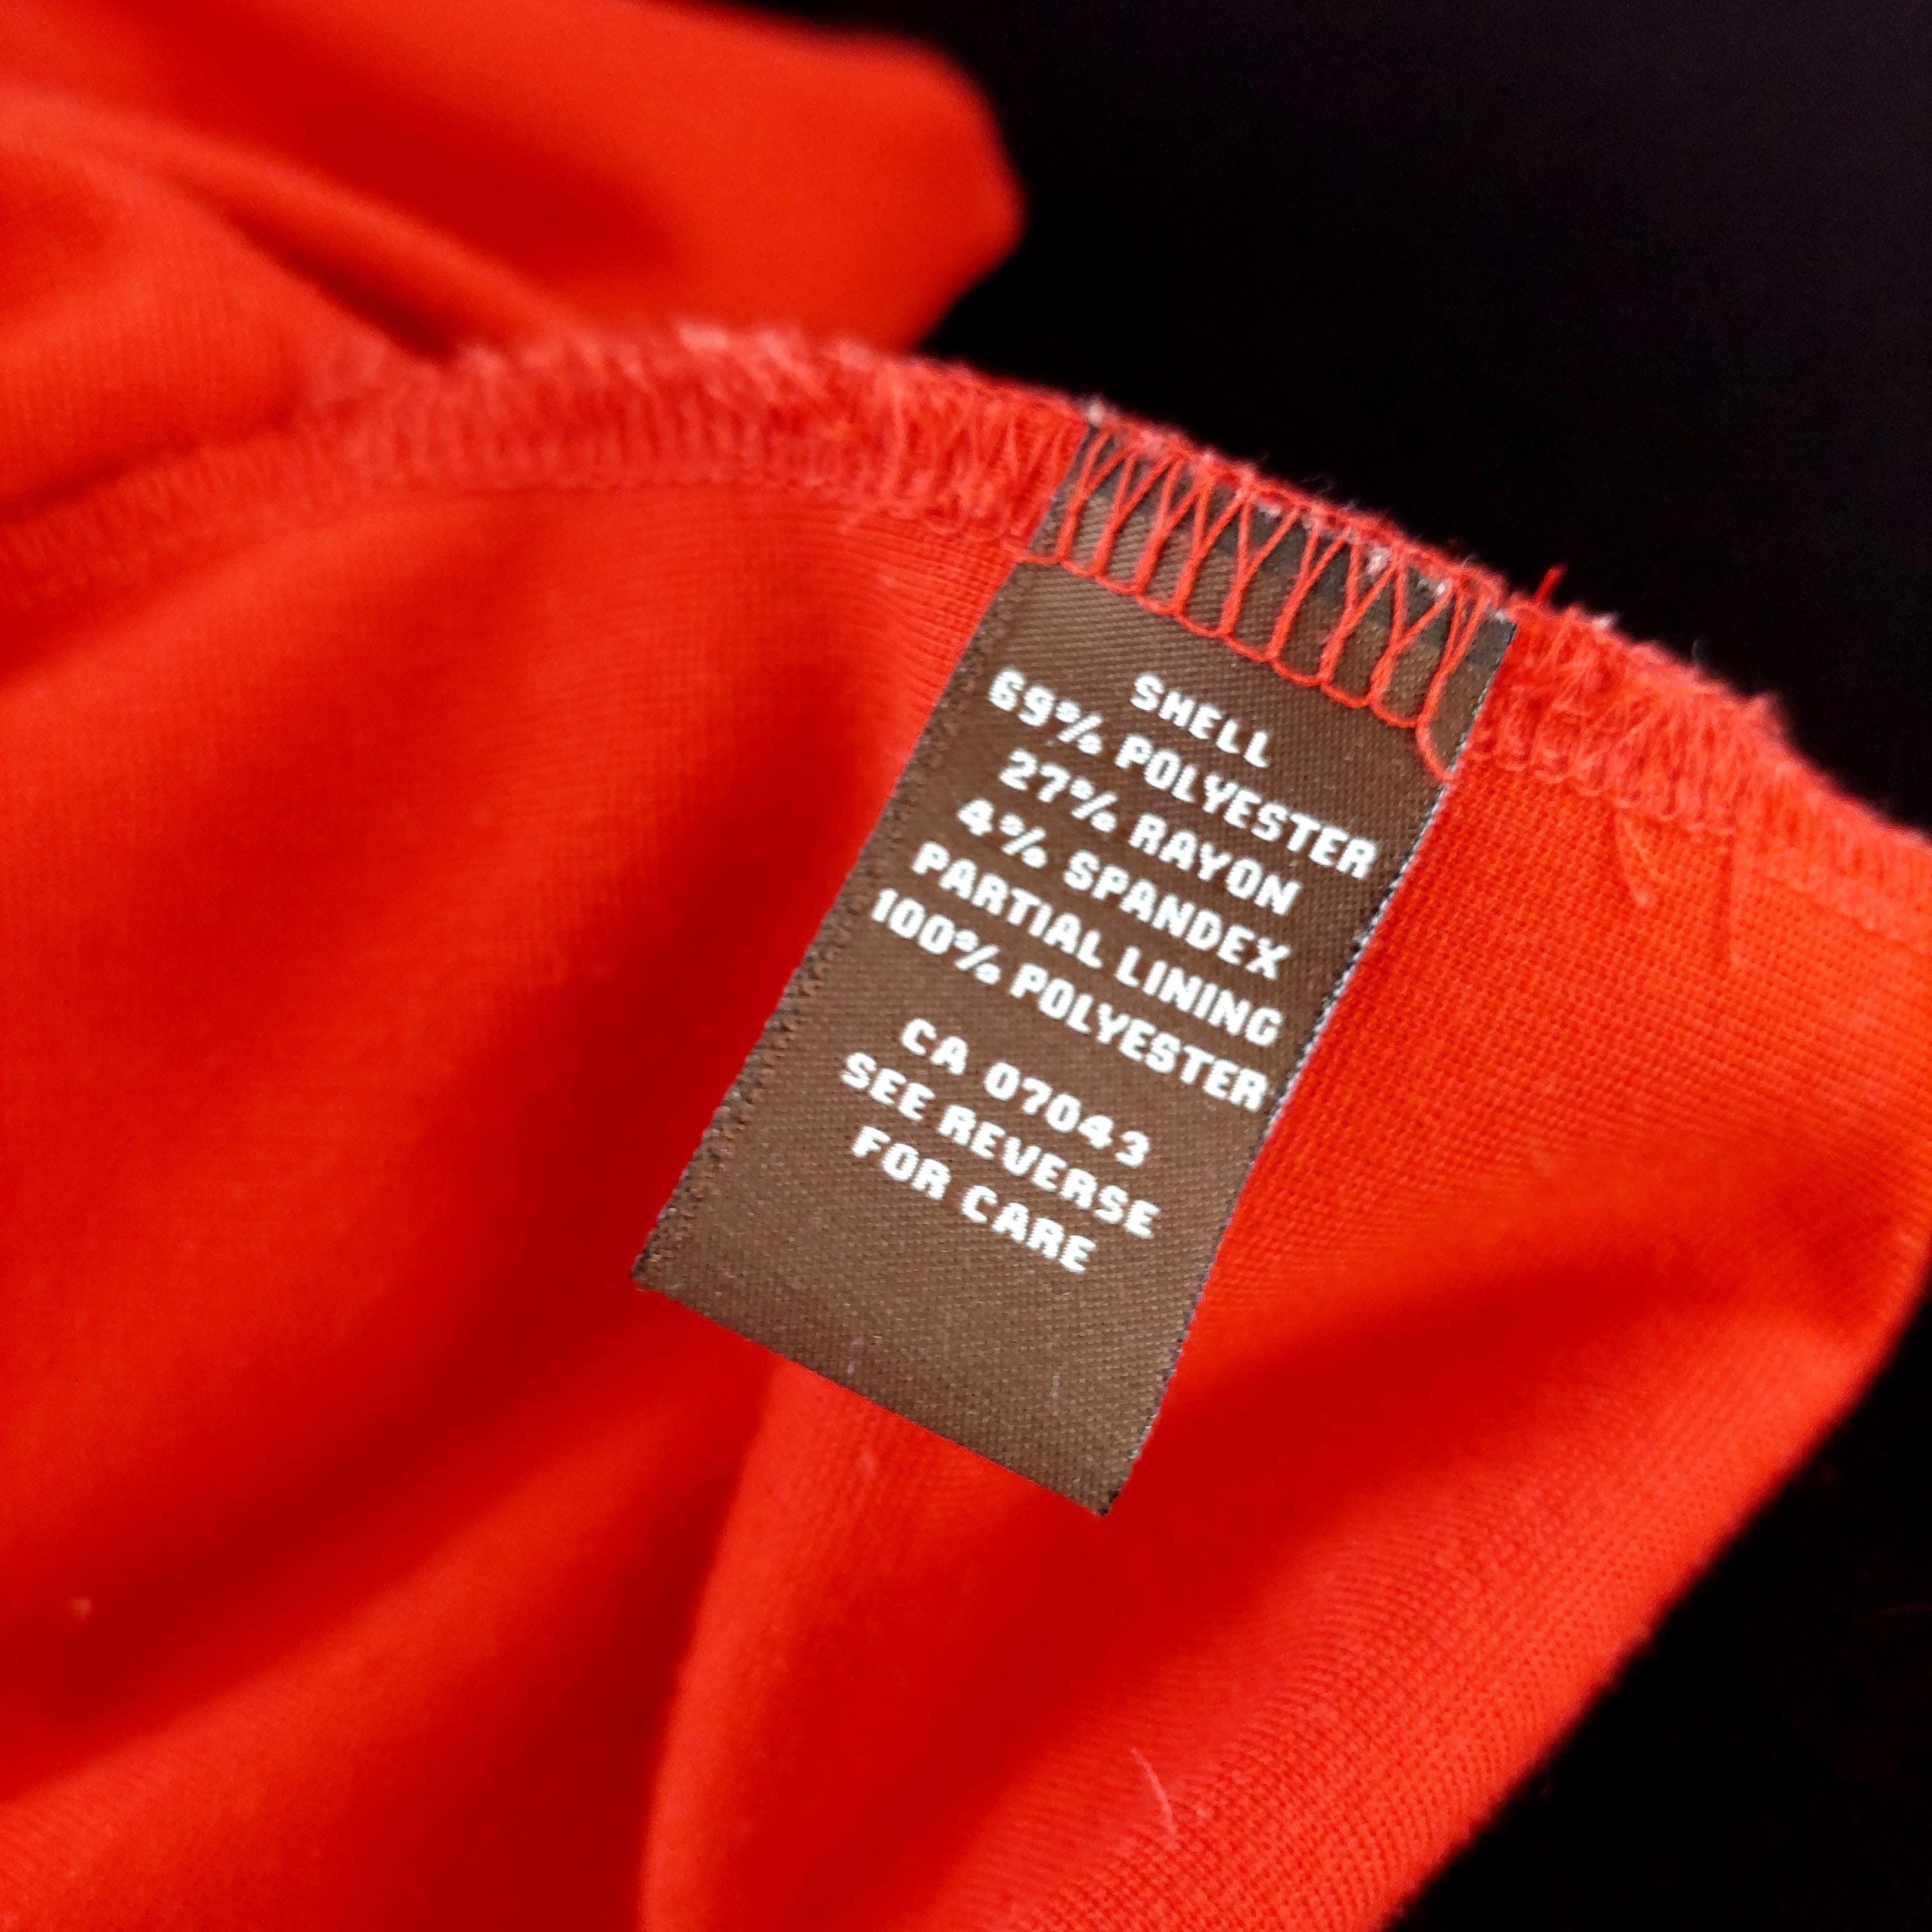 SHELL
69% POLYESTER
27% RAYON
4% SPANDEX
PARTIAL LINING
100% POLYESTER
CA 07043
SEE REVERSE
FOR CARE